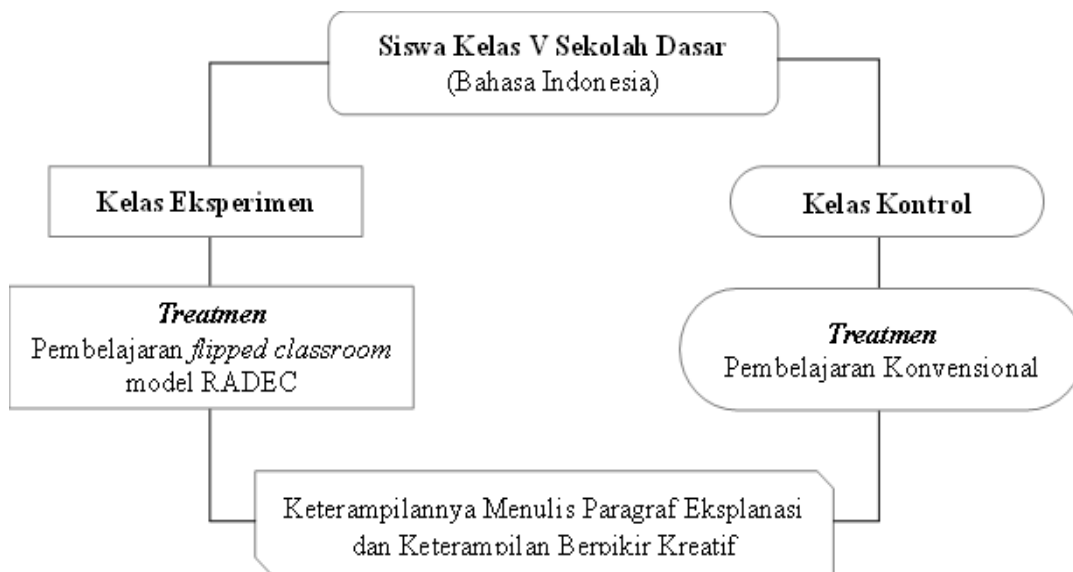 Siswa Kelas V Sekolah Dasar
(Bahasa Indonesia)
Kelas Eksperimen
Kelas Kontrol
Treatmen
Pembelajaran flipped classroom
model RADEC
Treatmen
Pembelajaran Konvensional
Keterampilannya Menulis Paragraf Eksplanasi
dan Keterampilan Berpikir Kreatif